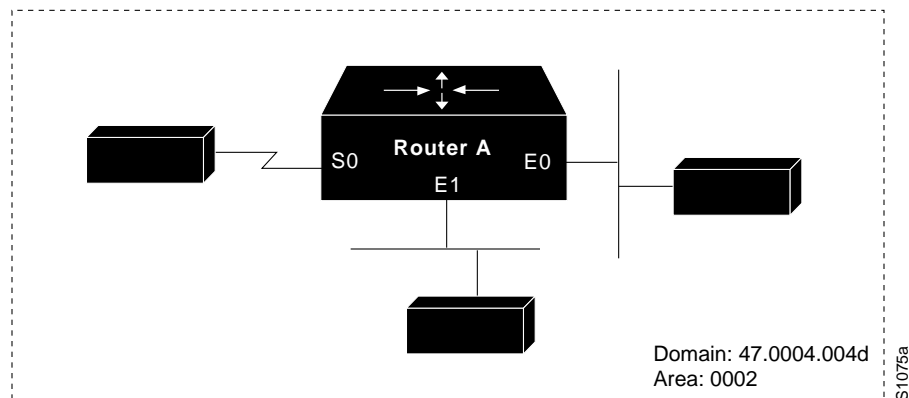 Router A
S0
E0
E1
Domain: 47.0004.004d
Area: 0002
S1075a